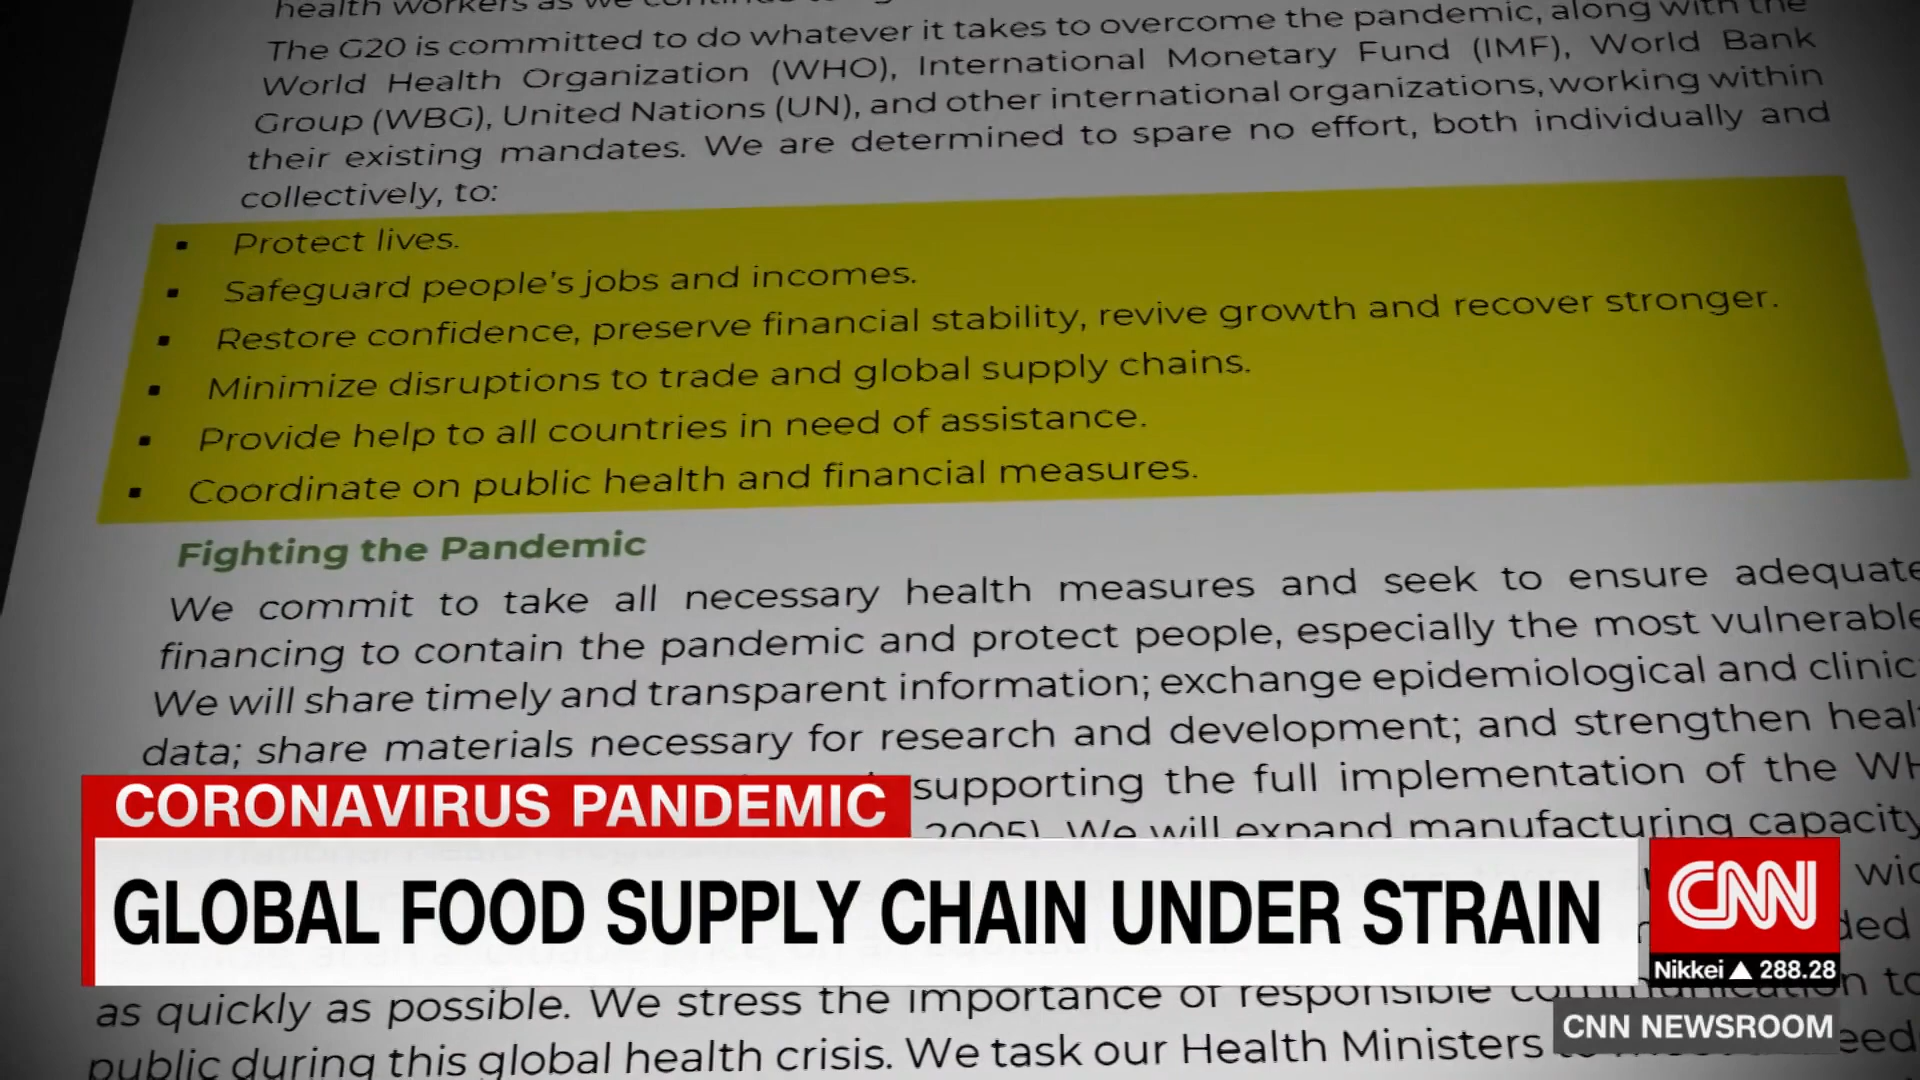 health workers as we
The G20 is committed to do whatever it takes to overcome the pandemic, along with the
World Health Organization (WHO), International Monetary Fund (IMF), World Bank
Group (WBG), United Nations (UN), and other international organizations, working within
their existing mandates. We are determined to spare no effort, both individually and
collectively, to:
▪ Protect lives.
▪ Safeguard people's jobs and incomes.
▪ Restore confidence, preserve financial stability, revive growth and recover stronger.
▪ Minimize disruptions to trade and global supply chains.
▪ Provide help to all countries in need of assistance.
▪ Coordinate on public health and financial measures.
Fighting the Pandemic
We commit to take all necessary health measures and seek to ensure adequate
financing to contain the pandemic and protect people, especially the most vulnerable
We will share timely and transparent information; exchange epidemiological and clinic
data; share materials necessary for research and development; and strengthen heal
supporting the full implementation of the WH
2005). We will expand manufacturing capacity
CORONAVIRUS PANDEMIC
GLOBAL FOOD SUPPLY CHAIN UNDER STRAIN
CNN
Nikkei ▲ 288.28
as quickly as possible. We stress the importance of responsible communication to
CNN NEWSROOM
public during this global health crisis. We task our Health Ministers